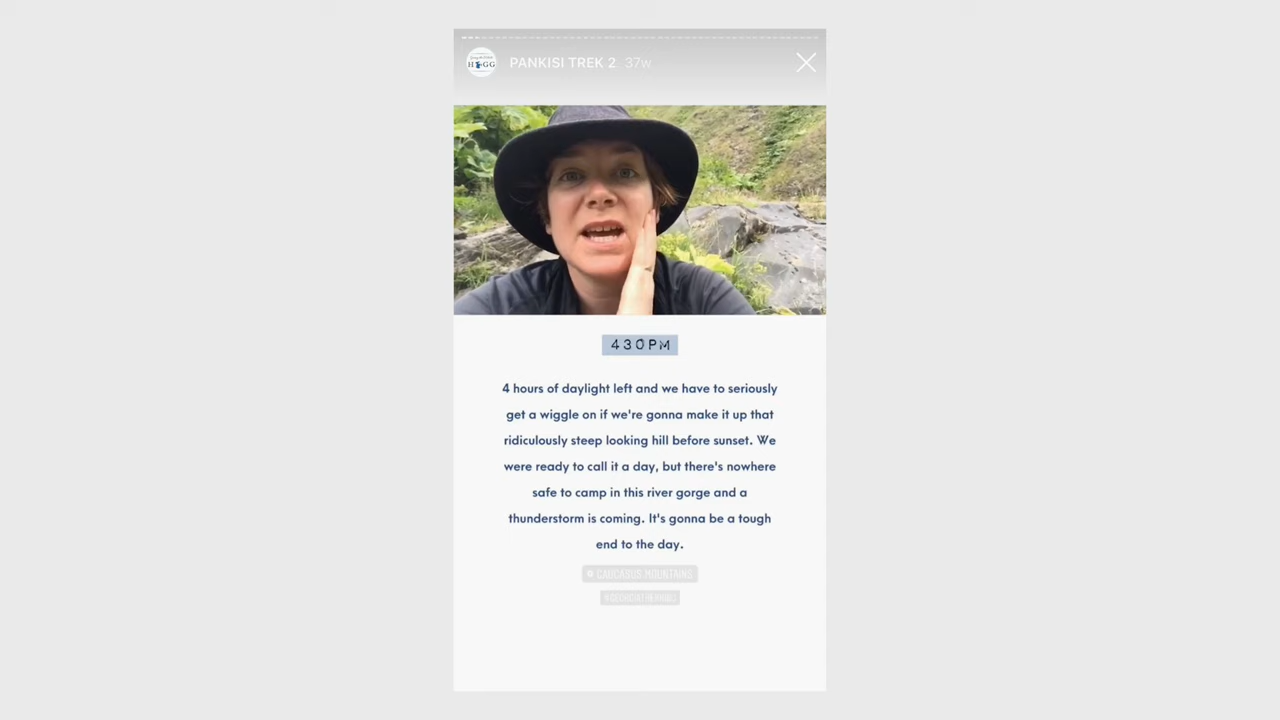 HGG
PANKISI TREK 2 37w
430PM
4 hours of daylight left and we have to seriously
get a wiggle on if we're gonna make it up that
ridiculously steep looking hill before sunset. We
were ready to call it a day, but there's nowhere
safe to camp in this river gorge and a
thunderstorm is coming. It's gonna be a tough
end to the day.
CAUCASUS MOUNTAINS